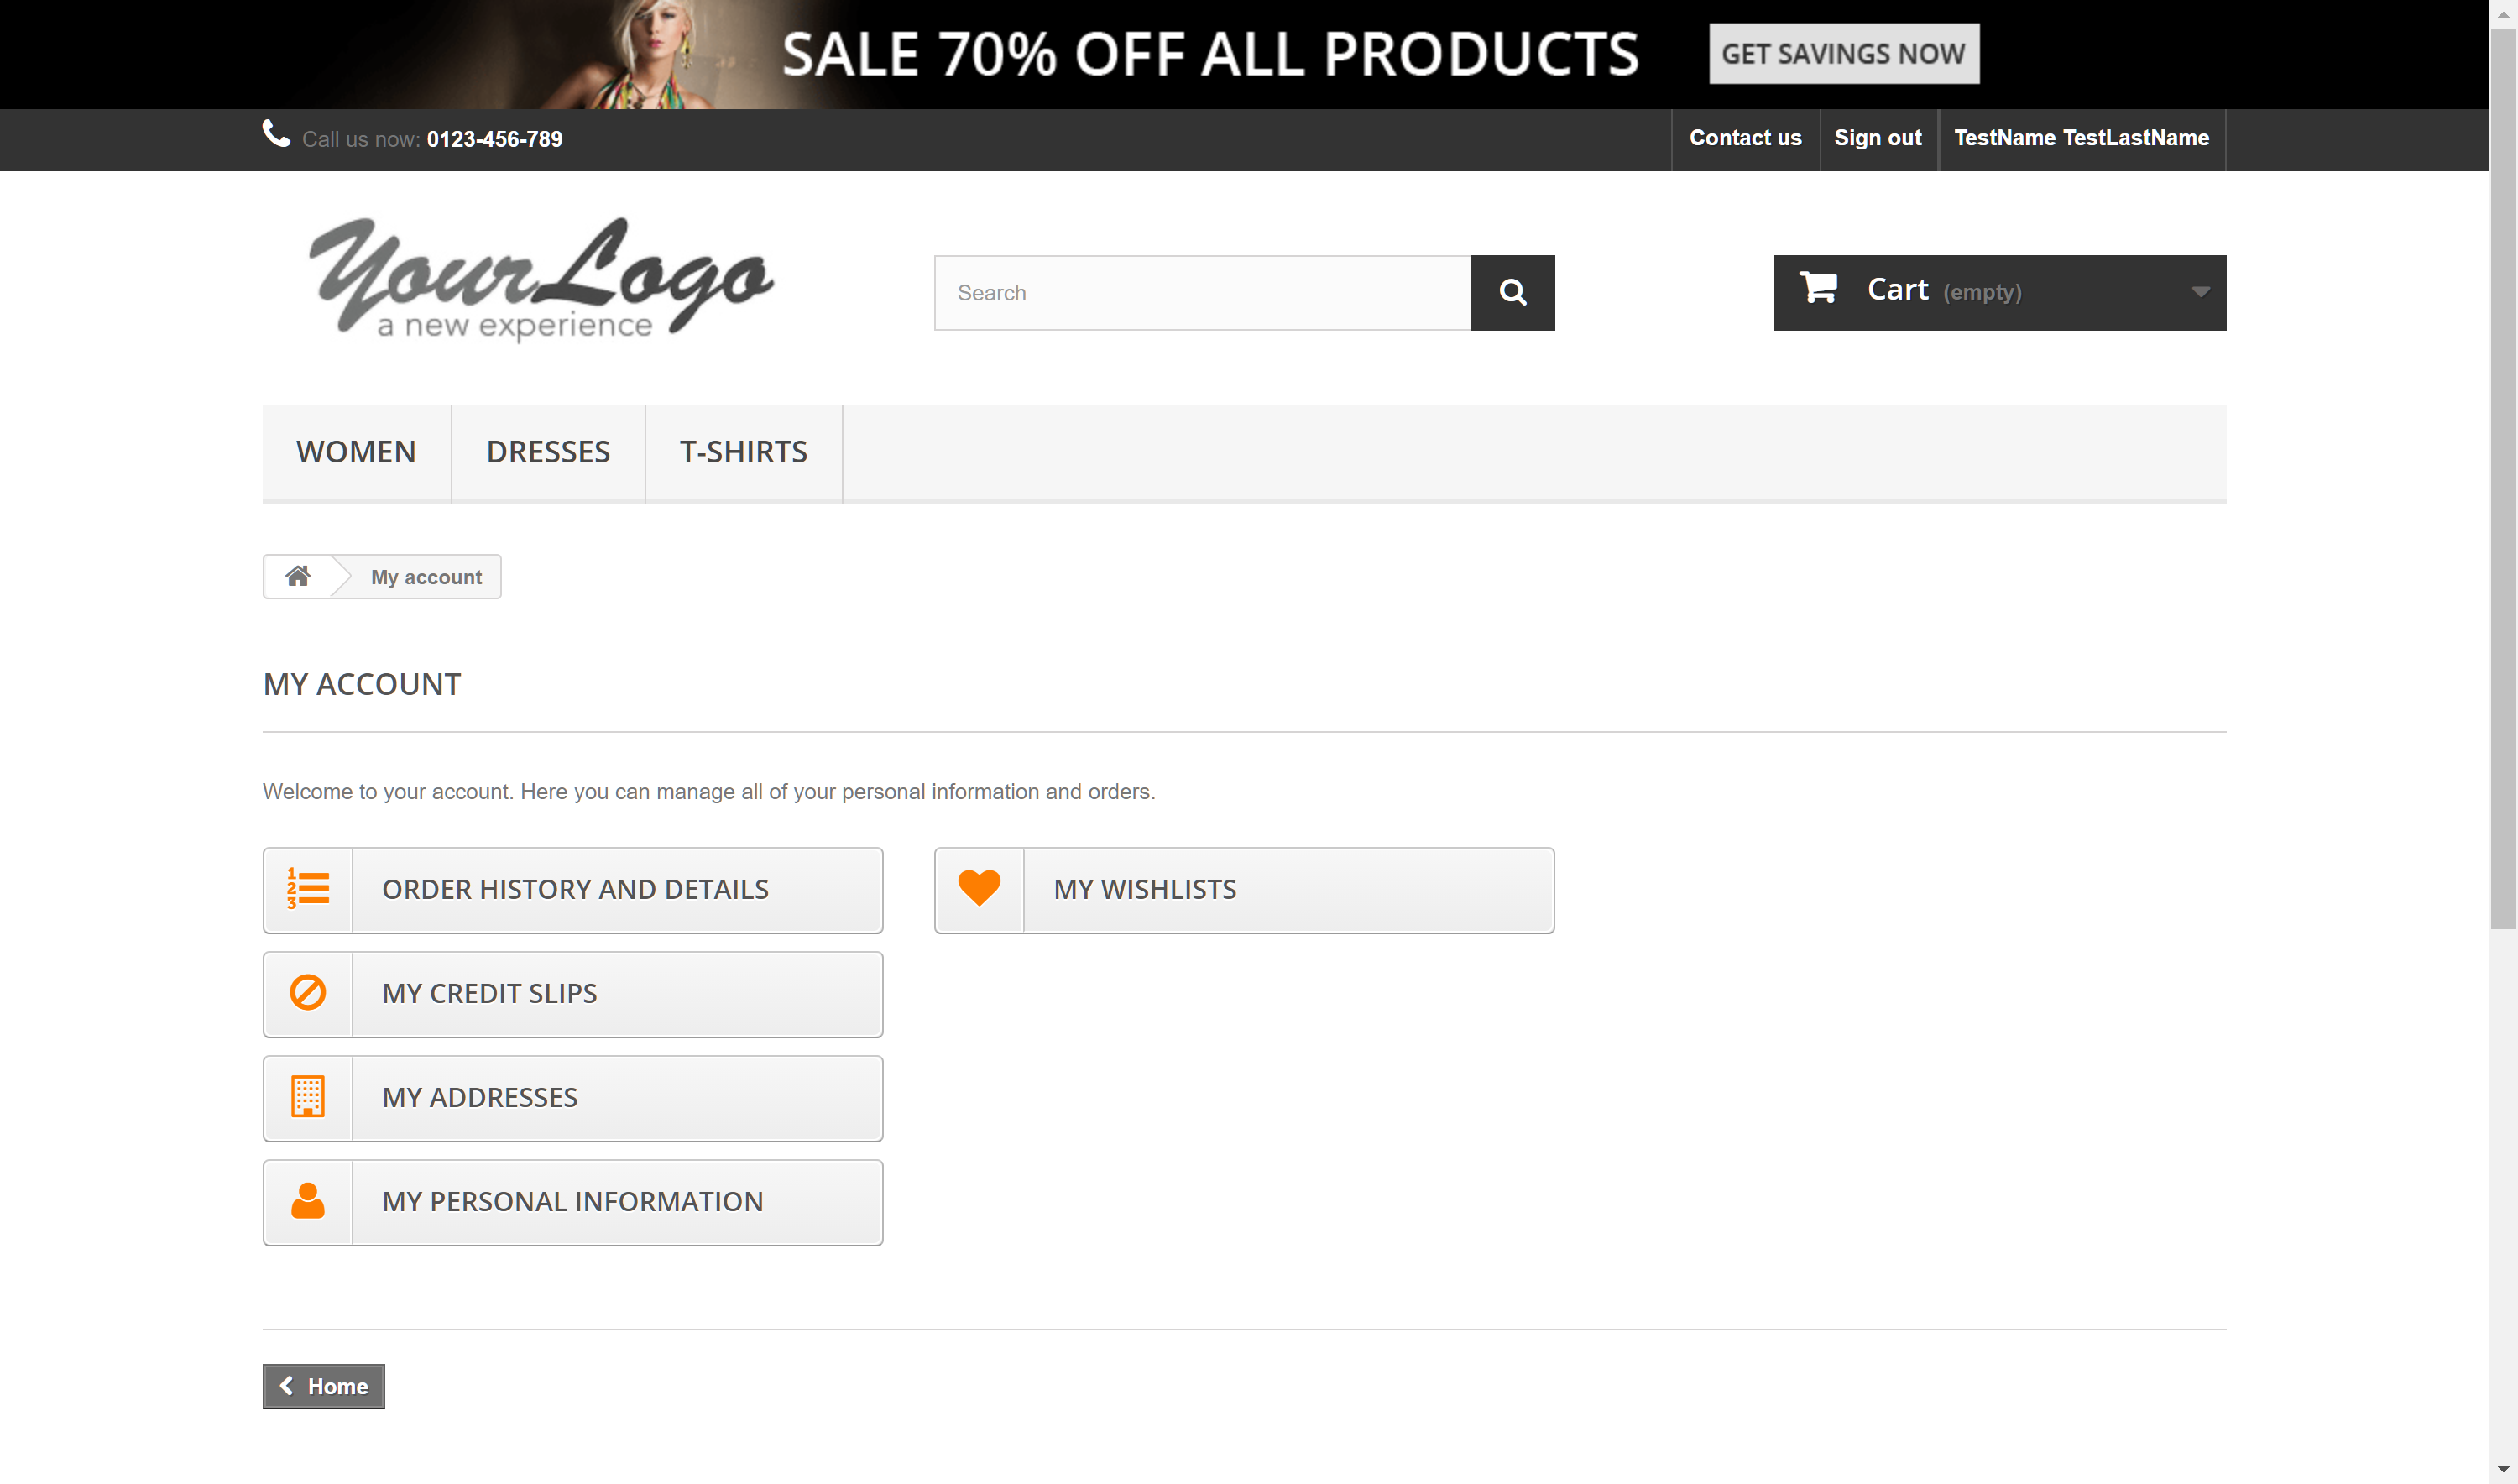 SALE 70% OFF ALL PRODUCTS GET SAVINGS NOW
Call us now: 0123-456-789 Contact us Sign out TestName TestLastName
YourLogo
a new experience
Search
Cart (empty)
WOMEN DRESSES T-SHIRTS
My account
MY ACCOUNT
Welcome to your account. Here you can manage all of your personal information and orders.
1 2 3 ORDER HISTORY AND DETAILS
MY WISHLISTS
MY CREDIT SLIPS
MY ADDRESSES
MY PERSONAL INFORMATION
Home